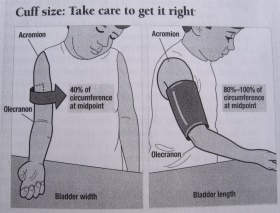 Cuff size: Take care to get it right
Acromion
40% of
circumference
at midpoint
Olecranon
Bladder width
Acromion
80%–100% of
circumference
at midpoint
Olecranon
Bladder length